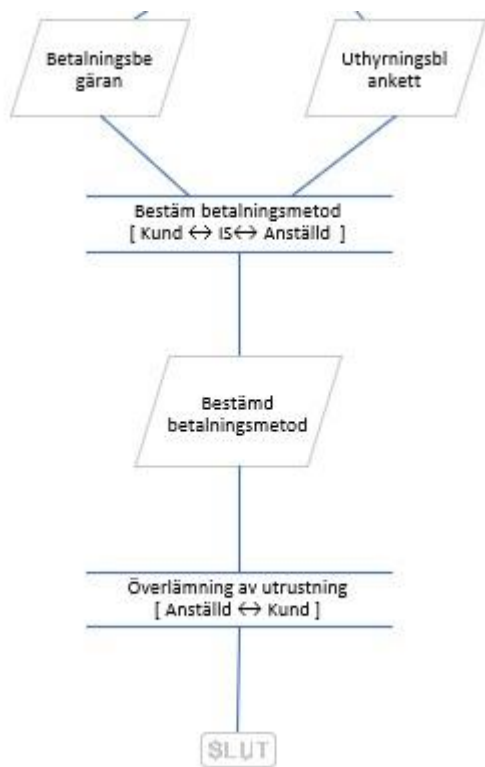 Betalningsbe
gäran
Uthyrningsbl
ankett
Bestäm betalningsmetod
[ Kund <-> IS<-> Anställd ]
Bestämd
betalningsmetod
Överlämning av utrustning
[ Anställd <-> Kund ]
SLUT